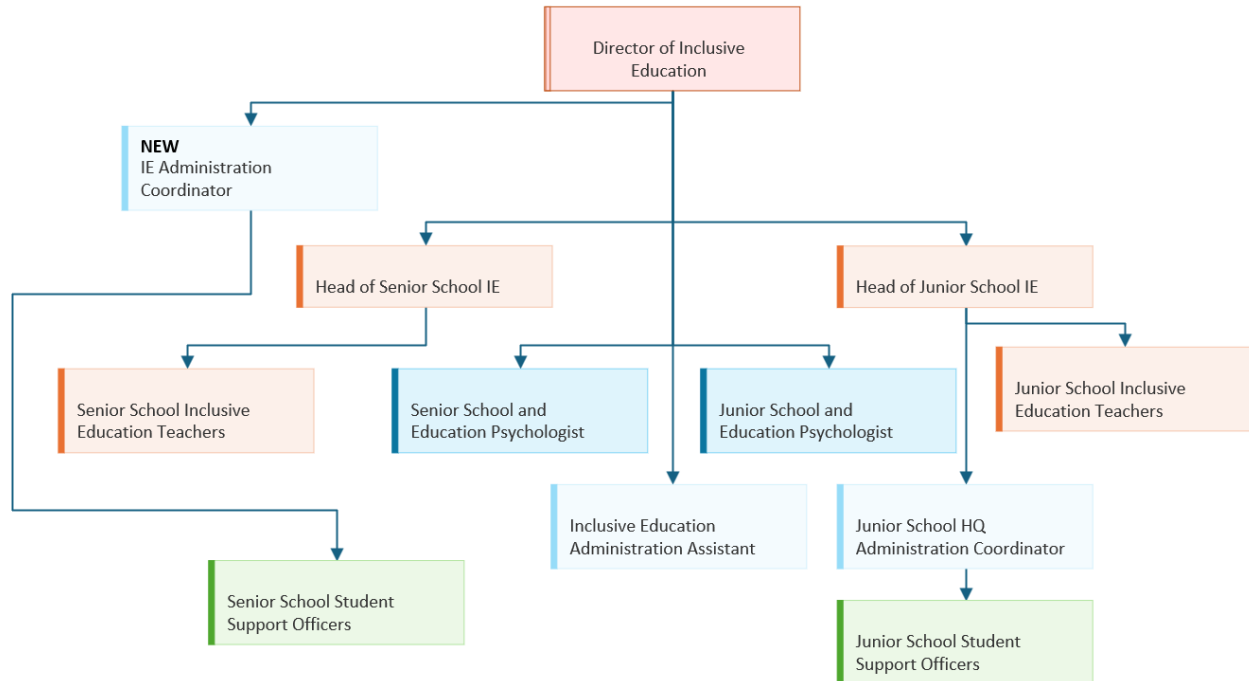 Director of Inclusive
Education
NEW
IE Administration
Coordinator
Head of Senior School IE
Head of Junior School IE
Senior School Inclusive
Education Teachers
Senior School and
Education Psychologist
Junior School and
Education Psychologist
Junior School Inclusive
Education Teachers
Inclusive Education
Administration Assistant
Junior School HQ
Administration Coordinator
Senior School Student
Support Officers
Junior School Student
Support Officers